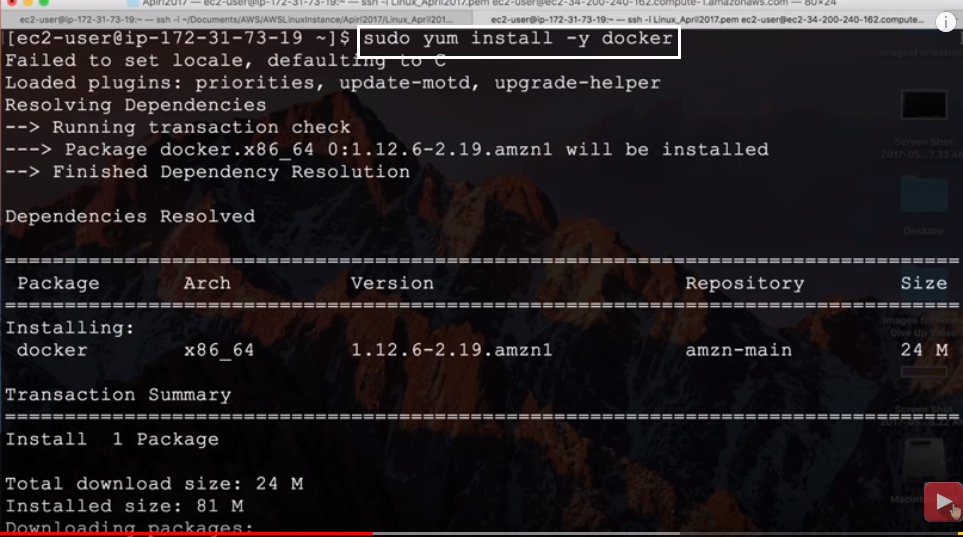 Apirl2017 — ec2-user@ip-172-31-73-19:~ — ssh -i Linux_April2017.pem ec2-user@ec2-34-200-240-162.compute-1.amazonaws.com — 80×24
ec2-user@ip-172-31-73-19:~ — ssh -i ~/Documents/AWS/AWSLinuxInstance/Apirl2017/Linux_April201...
ec2-user@ip-172-31-73-19:~ — ssh -i Linux_April2017.pem ec2-user@ec2-34-200-240-162.compute...
[ec2-user@ip-172-31-73-19 ~]$ sudo yum install -y docker
Failed to set locale, defaulting to C
Loaded plugins: priorities, update-motd, upgrade-helper
Resolving Dependencies
--> Running transaction check
---> Package docker.x86_64 0:1.12.6-2.19.amzn1 will be installed
--> Finished Dependency Resolution
Dependencies Resolved
Package Arch Version Repository Size
Installing:
docker x86_64 1.12.6-2.19.amzn1 amzn-main 24 M
Transaction Summary
Install 1 Package
Total download size: 24 M
Installed size: 81 M
Downloading packages:
Screen Shot
Desktop